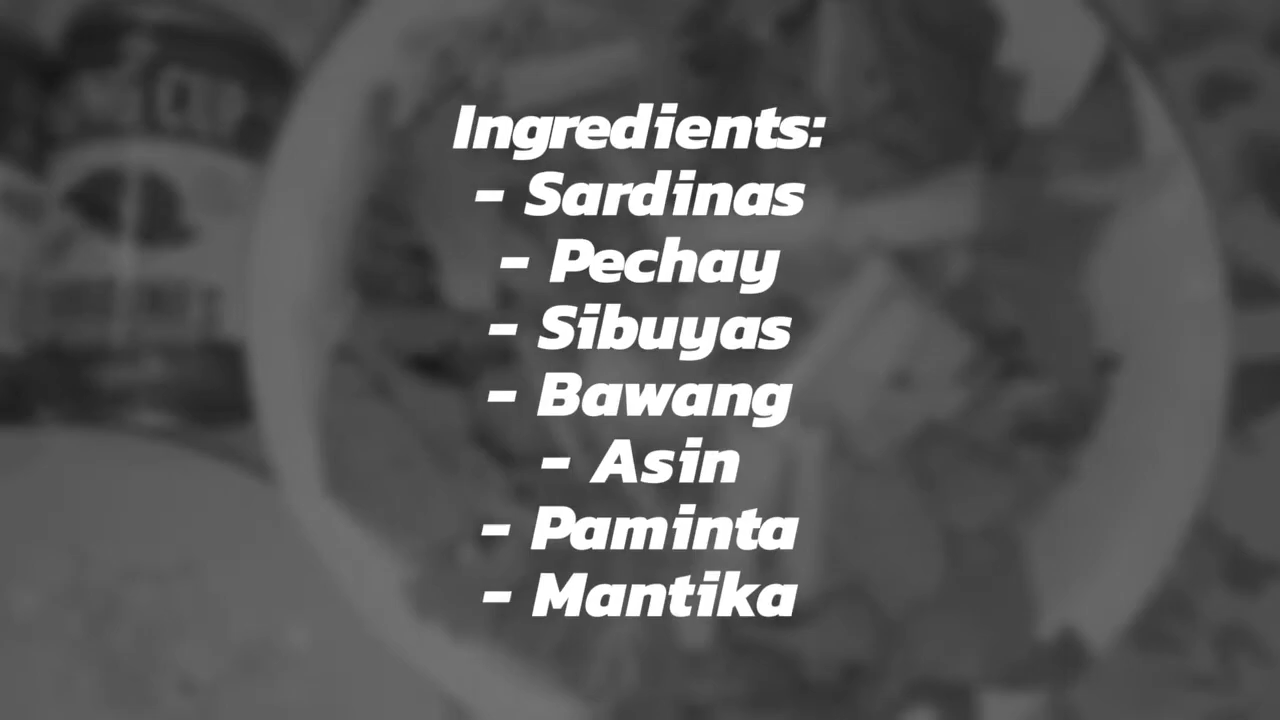 Ingredients:
- Sardinas
- Pechay
- Sibuyas
- Bawang
- Asin
- Paminta
- Mantika